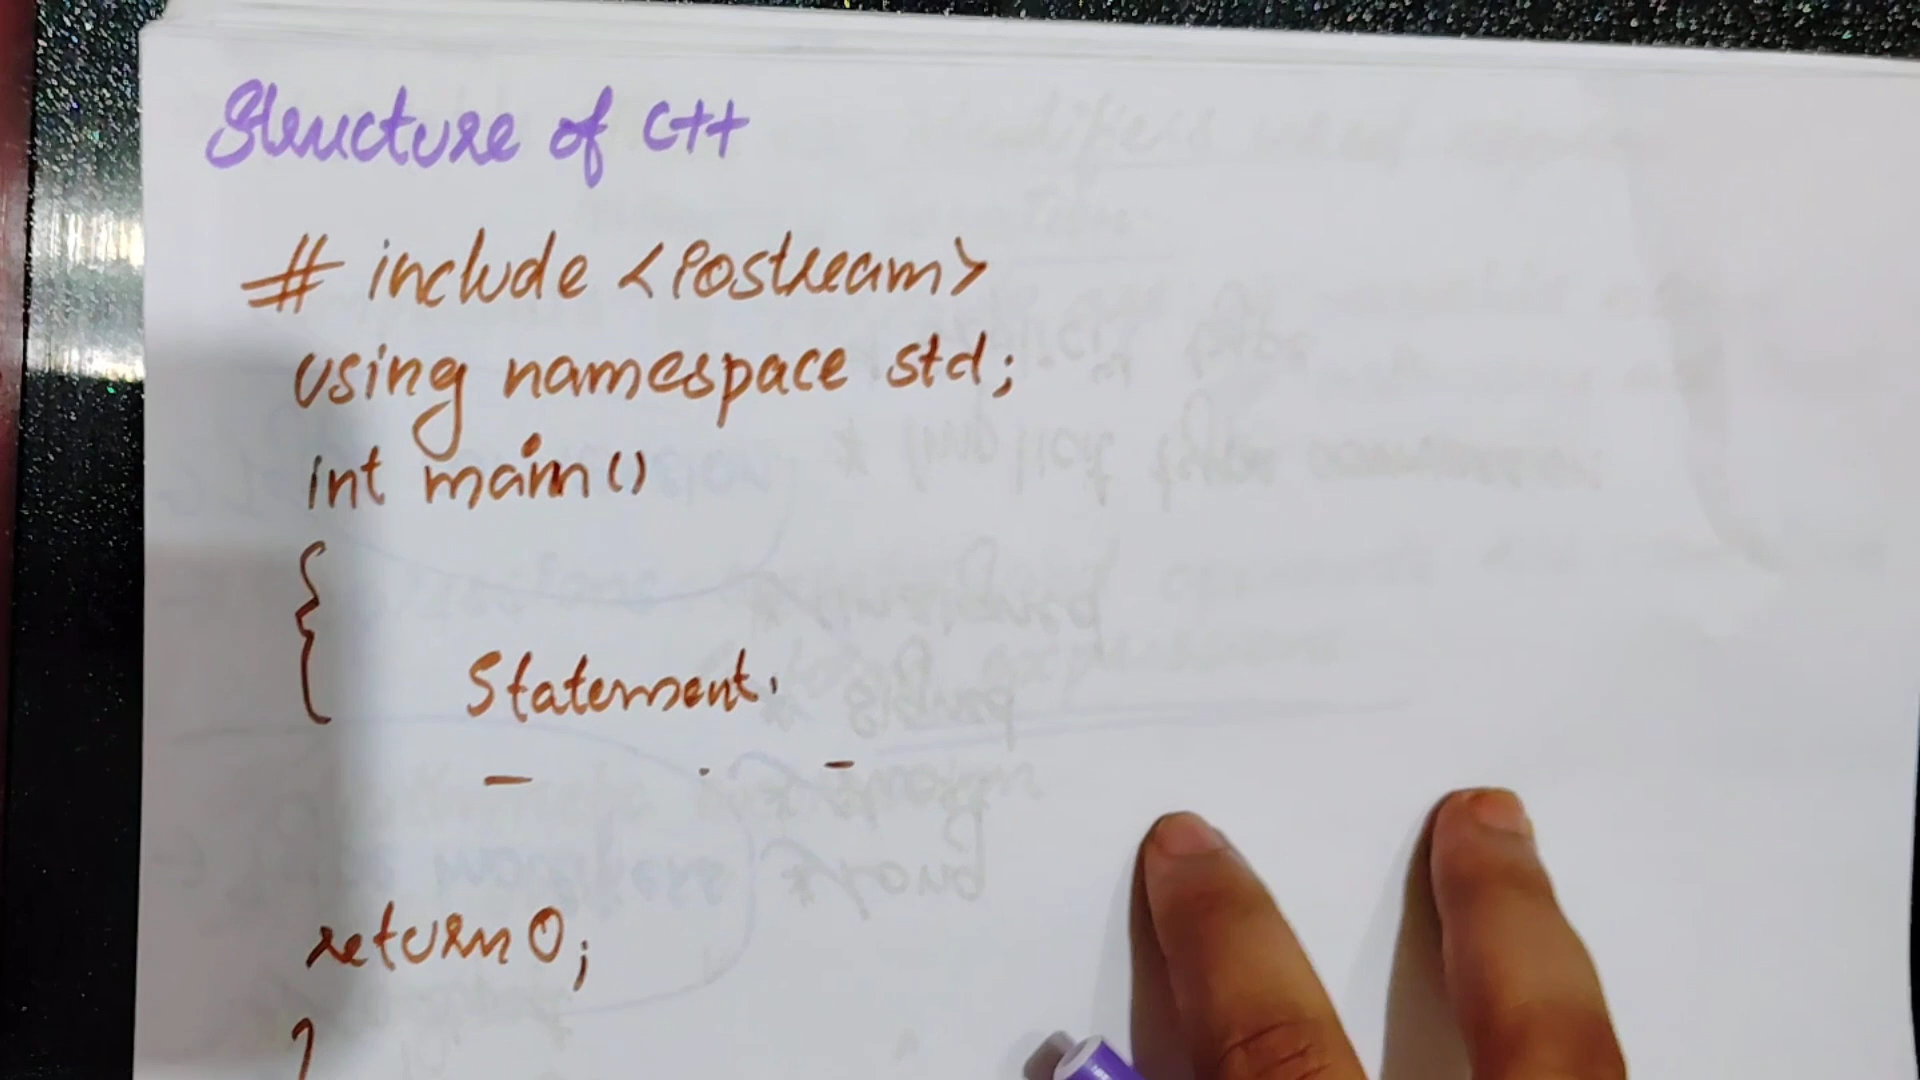 Structure of C++
# include <iostream>
using namespace std;
int main()
{
Statement.
- . -
return 0;
}